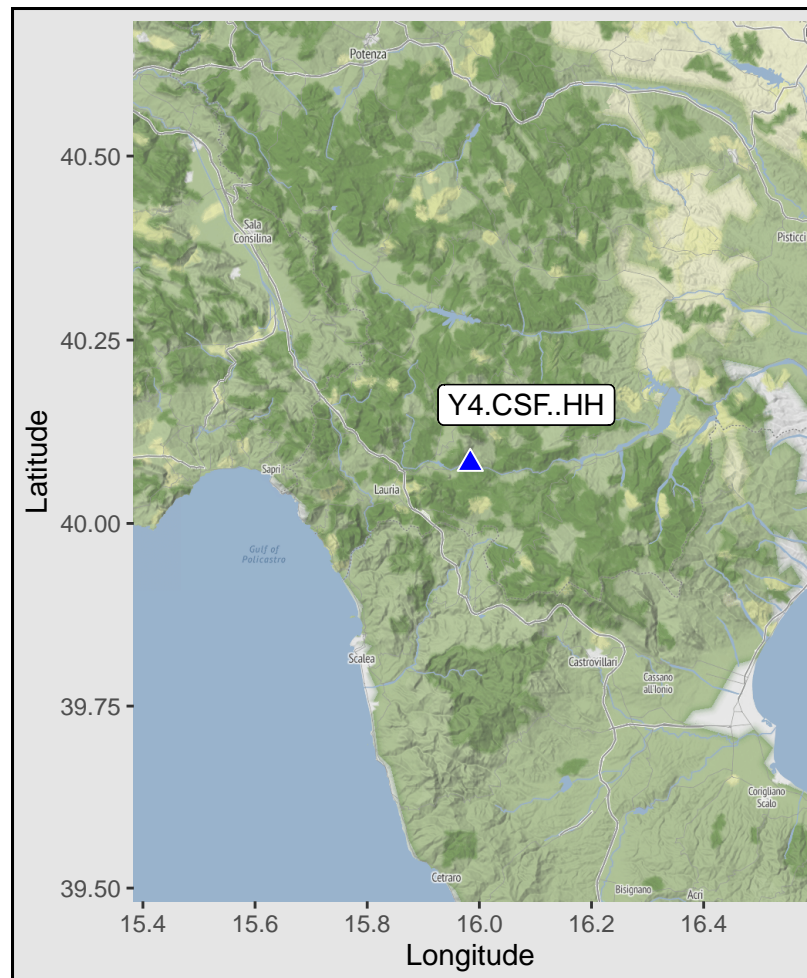 Potenza
40.50
Sala
Consilina
Pisticci
40.25
Y4.CSF..HH
Latitude
Sapri
Lauria
40.00
Gulf of
Policastro
Scalea
Castrovillari
Cassano
all'Ionio
39.75
Corigliano
Scalo
Cetraro
Bisignano
Acri
39.50
15.4
15.6
15.8
16.0
16.2
16.4
Longitude